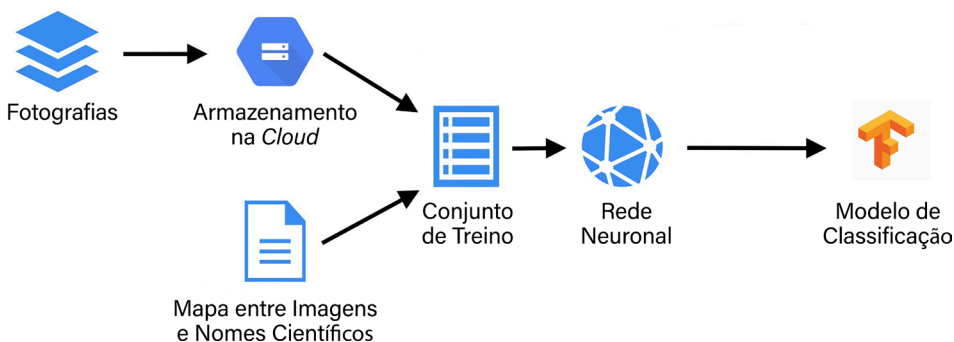 Fotografias
Armazenamento
na Cloud
Mapa entre Imagens
e Nomes Científicos
Conjunto
de Treino
Rede
Neuronal
Modelo de
Classificação